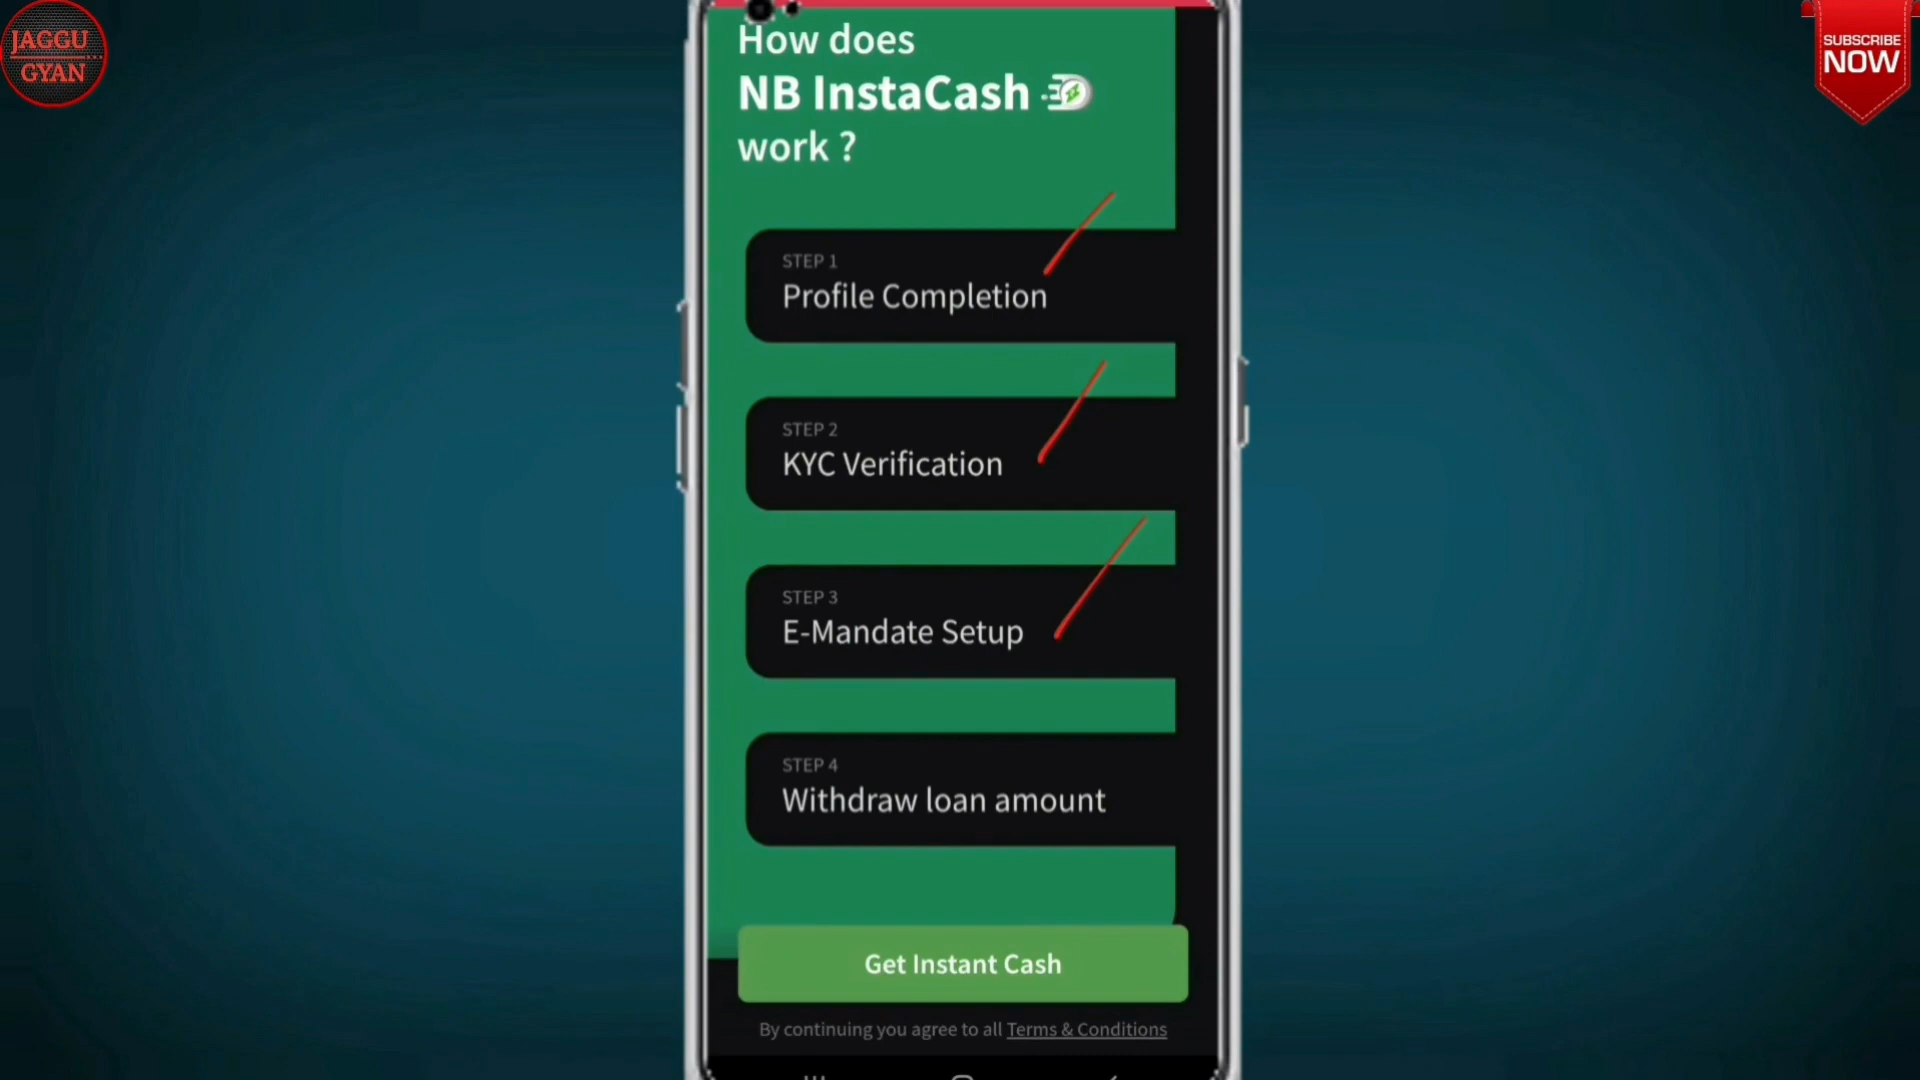 JAGGU
GYAN
SUBSCRIBE
NOW
How does
NB InstaCash
work ?
STEP 1
Profile Completion
STEP 2
KYC Verification
STEP 3
E-Mandate Setup
STEP 4
Withdraw loan amount
Get Instant Cash
By continuing you agree to all Terms & Conditions